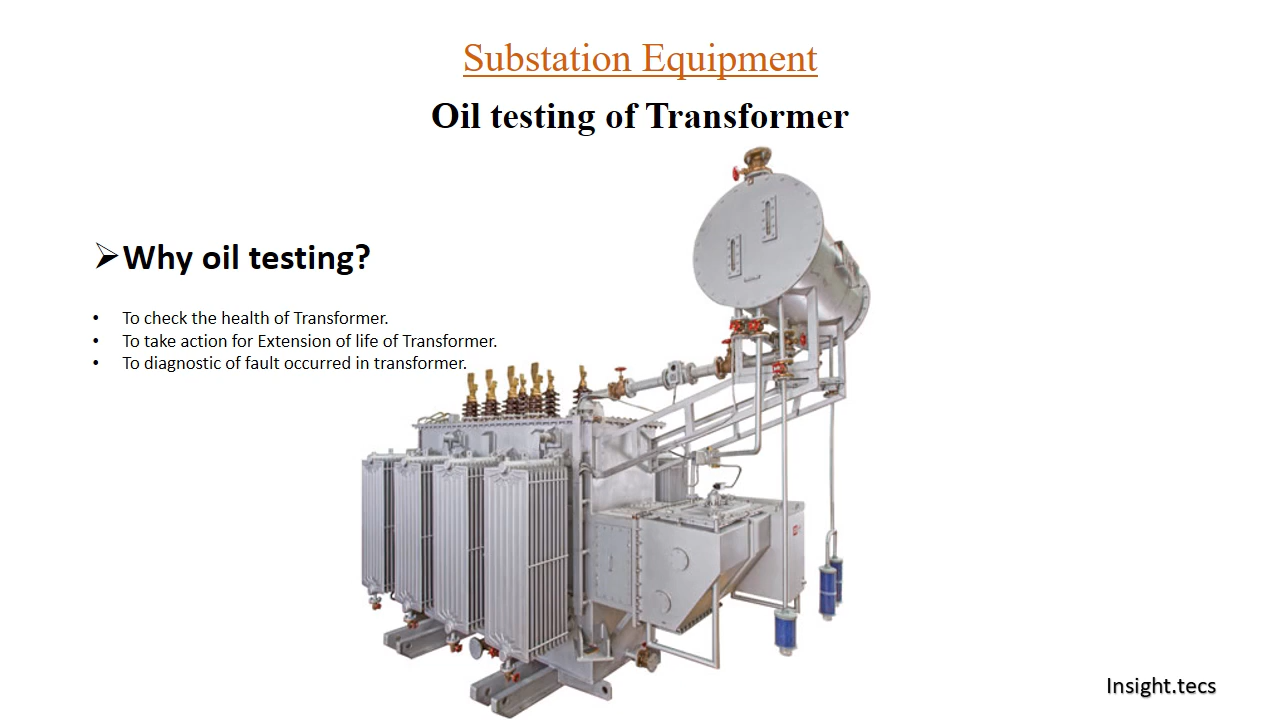 Substation Equipment
Oil testing of Transformer
➢Why oil testing?
• To check the health of Transformer.
• To take action for Extension of life of Transformer.
• To diagnostic of fault occurred in transformer.
Insight.tecs